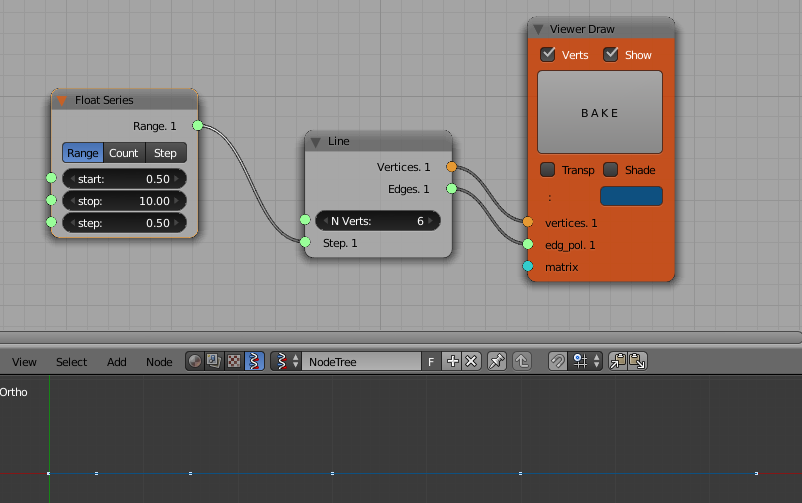 Float Series
Range. 1
Range Count Step
start: 0.50
stop: 10.00
step: 0.50
Line
Vertices. 1
Edges. 1
N Verts: 6
Step. 1
Viewer Draw
Verts Show
BAKE
Transp Shade
:
vertices. 1
edg_pol. 1
matrix
View Select Add Node NodeTree F
Ortho